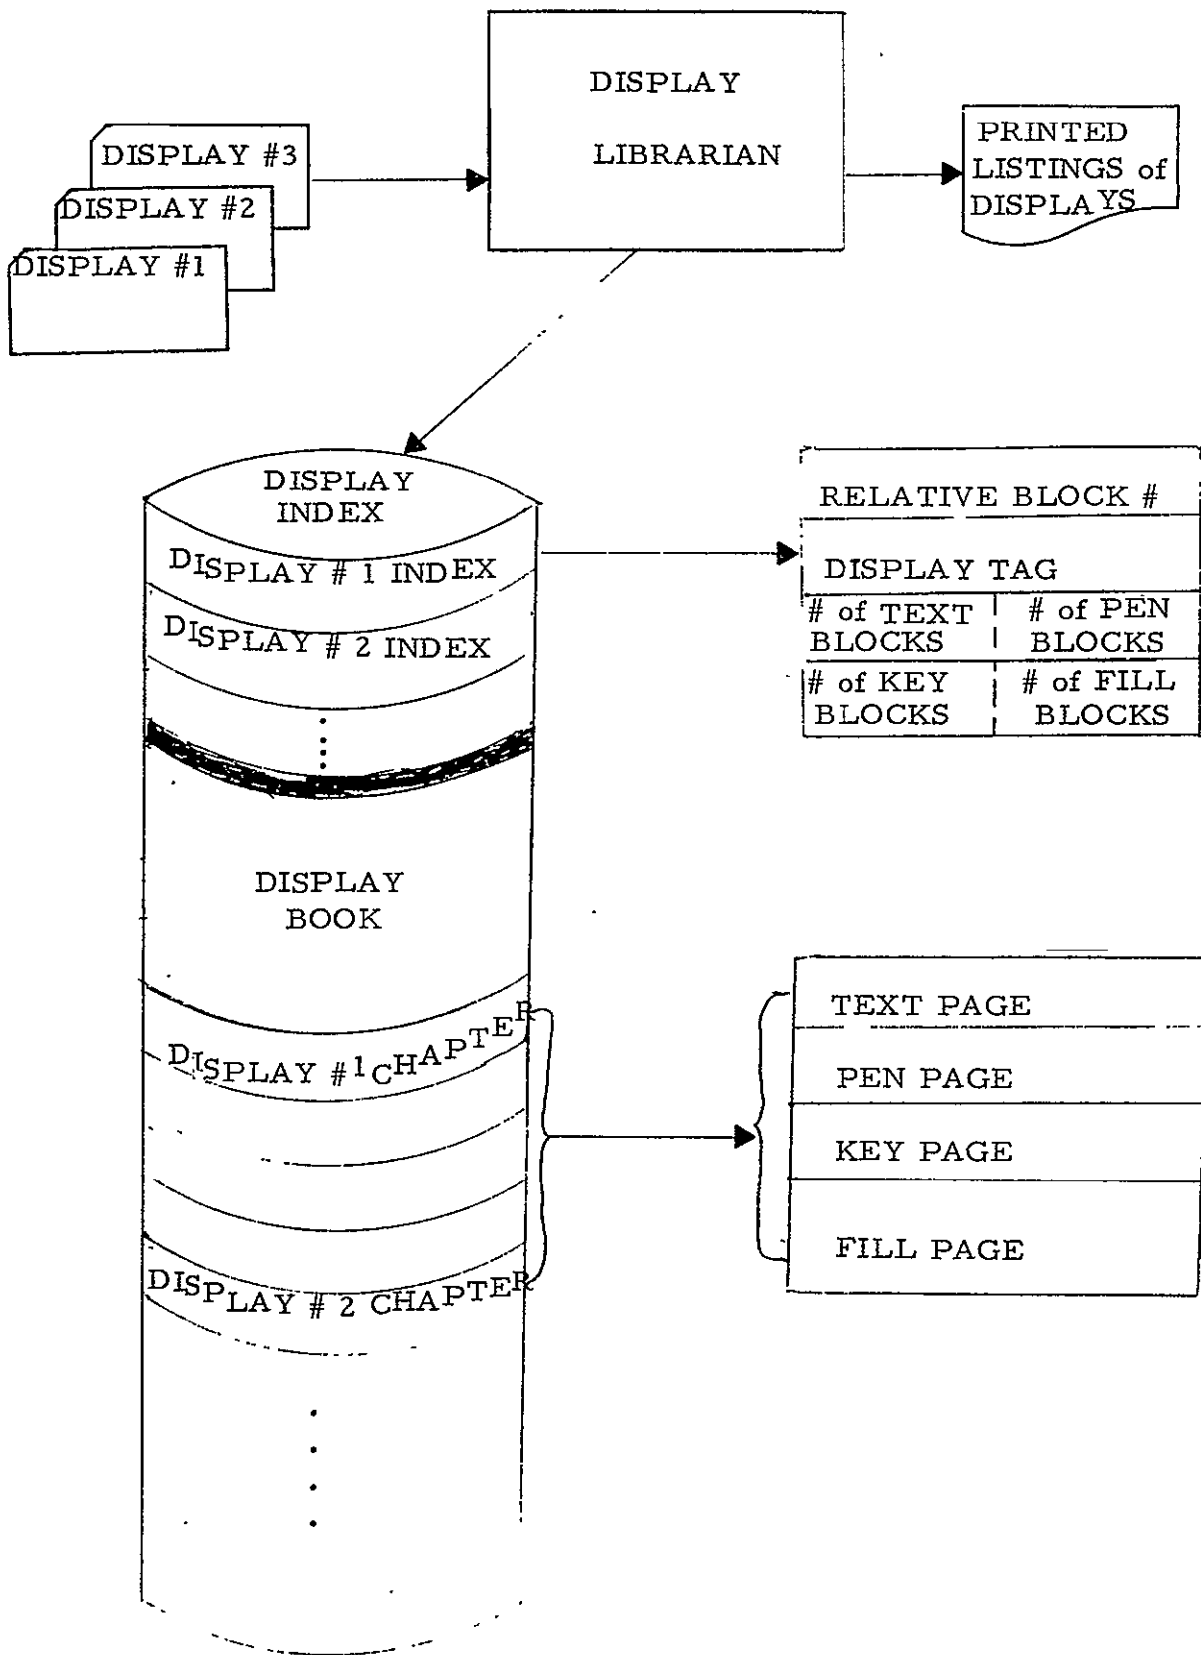 DISPLAY
LIBRARIAN
DISPLAY #3
DISPLAY #2
DISPLAY #1
PRINTED
LISTINGS of
DISPLAYS
DISPLAY
INDEX
DISPLAY # 1 INDEX
DISPLAY # 2 INDEX
RELATIVE BLOCK #
DISPLAY TAG
# of TEXT
BLOCKS
# of PEN
BLOCKS
# of KEY
BLOCKS
# of FILL
BLOCKS
DISPLAY
BOOK
DISPLAY #1 CHAPTER
DISPLAY # 2 CHAPTER
TEXT PAGE
PEN PAGE
KEY PAGE
FILL PAGE